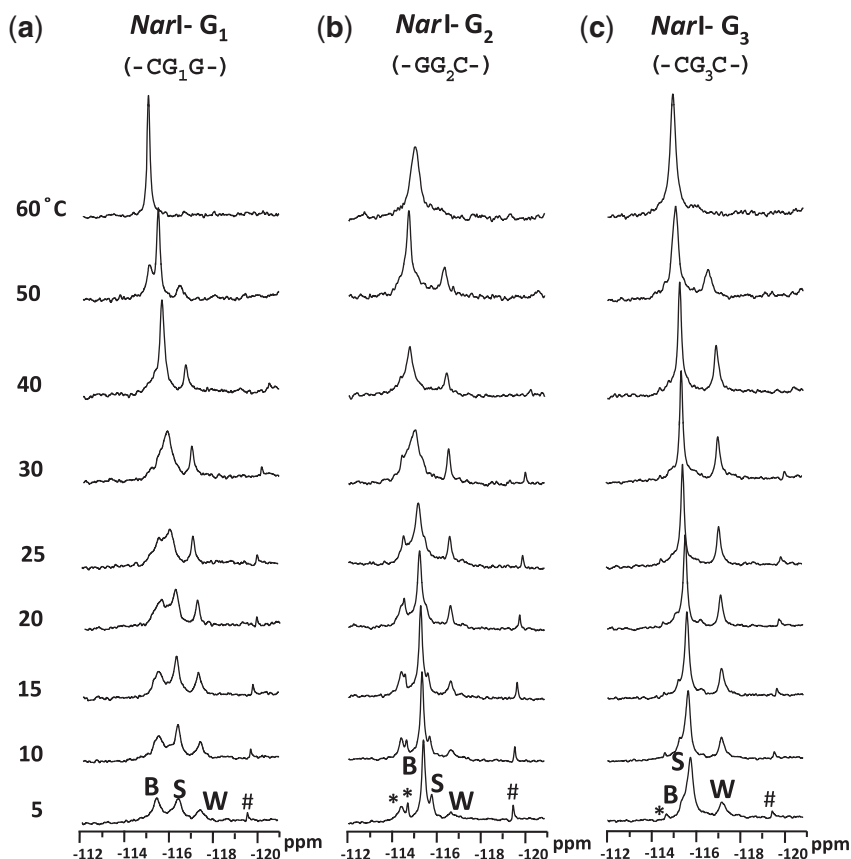 (a) NarI- G1 (b) NarI- G2 (c) NarI- G3
(-CG1G-) (-GG2C-) (-CG3C-)
60°C
50
40
30
25
20
15
10
5
B S W #
* * B S W #
* B S W #
-112 -114 -116 -118 -120 ppm
-112 -114 -116 -118 -120 ppm
-112 -114 -116 -118 -120 ppm